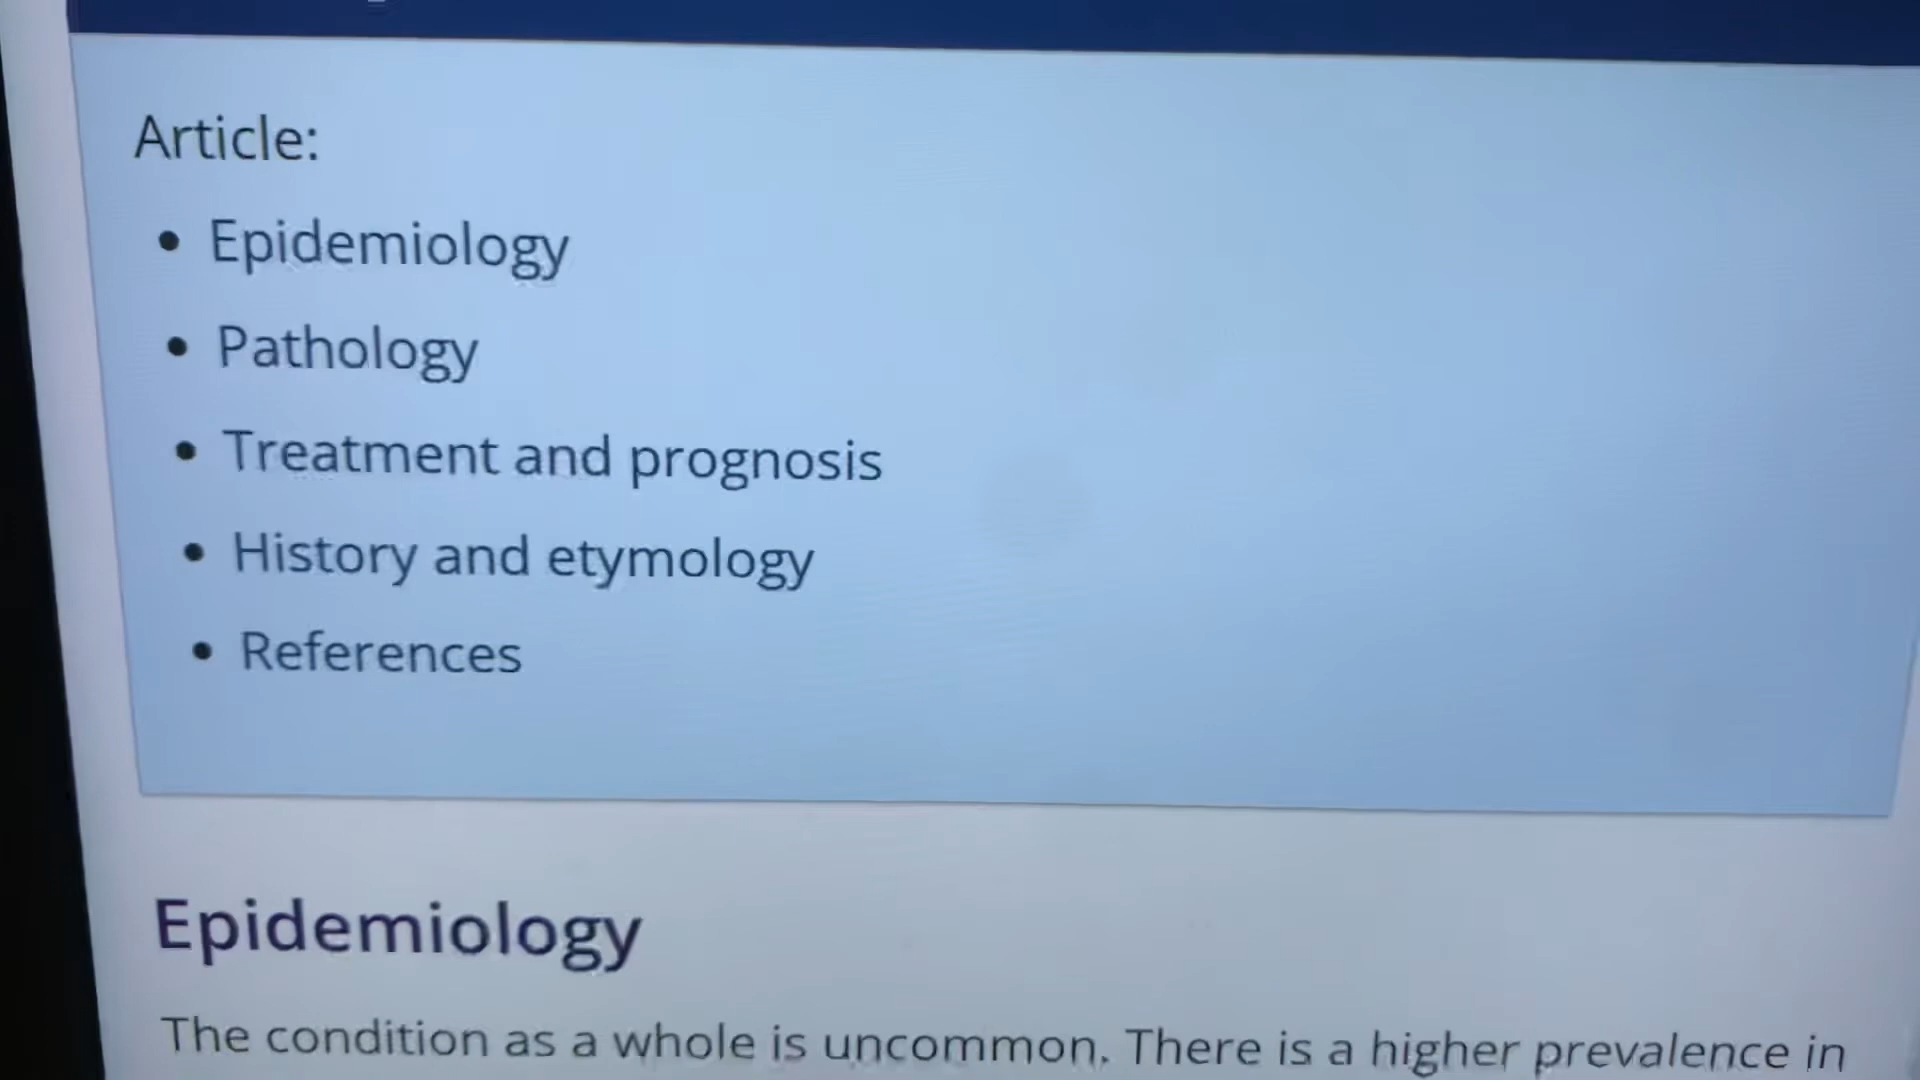 Article:
• Epidemiology
• Pathology
• Treatment and prognosis
• History and etymology
• References
Epidemiology
The condition as a whole is uncommon. There is a higher prevalence in